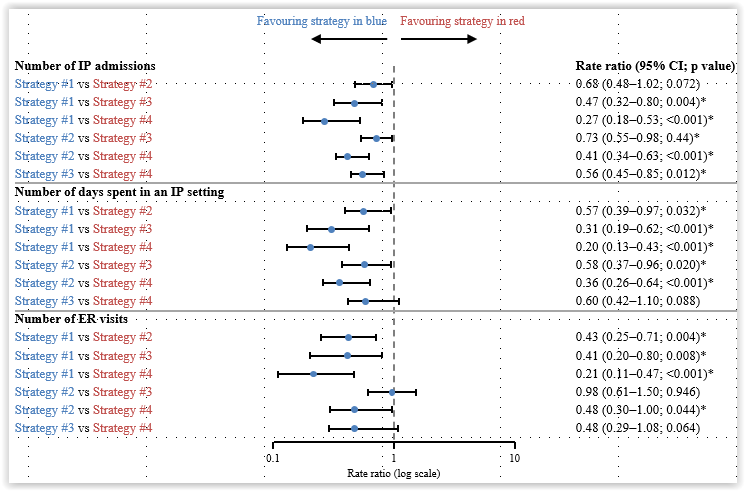 Favouring strategy in blue Favouring strategy in red
Number of IP admissions Rate ratio (95% CI; p value)
Strategy #1 vs Strategy #2 0.68 (0.48–1.02; 0.072)
Strategy #1 vs Strategy #3 0.47 (0.32–0.80; 0.004)*
Strategy #1 vs Strategy #4 0.27 (0.18–0.53; <0.001)*
Strategy #2 vs Strategy #3 0.73 (0.55–0.98; 0.44)*
Strategy #2 vs Strategy #4 0.41 (0.34–0.63; <0.001)*
Strategy #3 vs Strategy #4 0.56 (0.45–0.85; 0.012)*
Number of days spent in an IP setting
Strategy #1 vs Strategy #2 0.57 (0.39–0.97; 0.032)*
Strategy #1 vs Strategy #3 0.31 (0.19–0.62; <0.001)*
Strategy #1 vs Strategy #4 0.20 (0.13–0.43; <0.001)*
Strategy #2 vs Strategy #3 0.58 (0.37–0.96; 0.020)*
Strategy #2 vs Strategy #4 0.36 (0.26–0.64; <0.001)*
Strategy #3 vs Strategy #4 0.60 (0.42–1.10; 0.088)
Number of ER visits
Strategy #1 vs Strategy #2 0.43 (0.25–0.71; 0.004)*
Strategy #1 vs Strategy #3 0.41 (0.20–0.80; 0.008)*
Strategy #1 vs Strategy #4 0.21 (0.11–0.47; <0.001)*
Strategy #2 vs Strategy #3 0.98 (0.61–1.50; 0.946)
Strategy #2 vs Strategy #4 0.48 (0.30–1.00; 0.044)*
Strategy #3 vs Strategy #4 0.48 (0.29–1.08; 0.064)
0.1 1 10
Rate ratio (log scale)